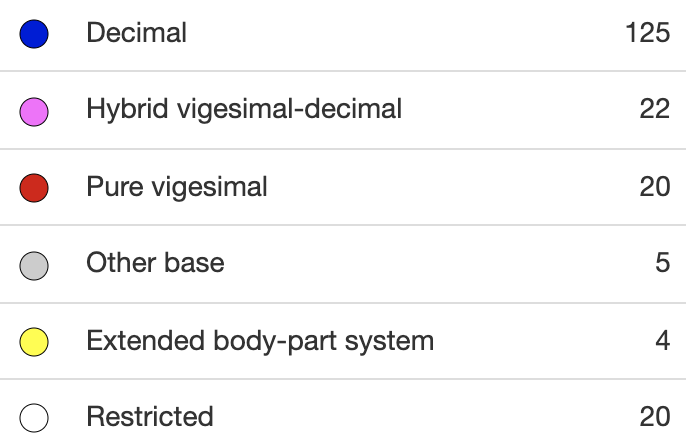 Decimal 125
Hybrid vigesimal-decimal 22
Pure vigesimal 20
Other base 5
Extended body-part system 4
Restricted 20